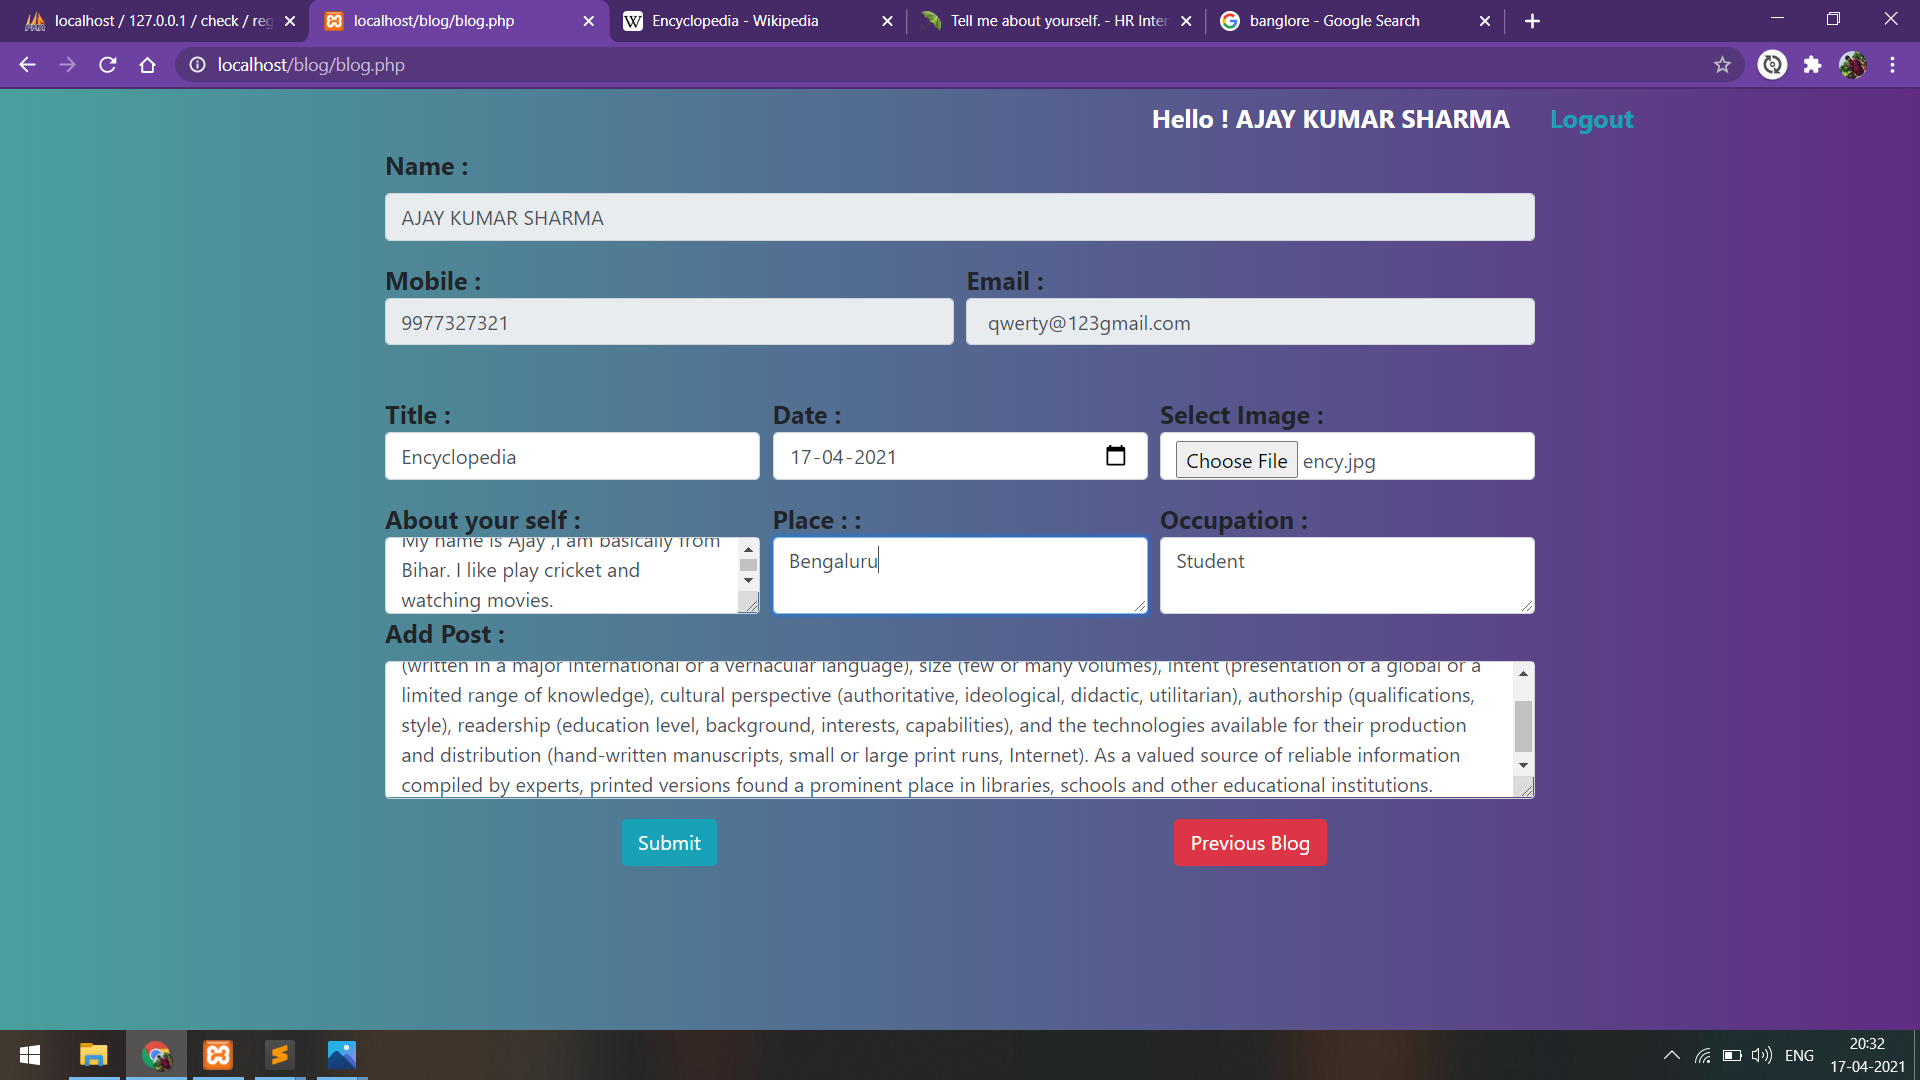 localhost / 127.0.0.1 / check / reg
localhost/blog/blog.php
Encyclopedia - Wikipedia
Tell me about yourself. - HR Inter
banglore - Google Search
localhost/blog/blog.php
Hello ! AJAY KUMAR SHARMA
Logout
Name :
AJAY KUMAR SHARMA
Mobile :
Email :
9977327321
qwerty@123gmail.com
Title :
Date :
Select Image :
Encyclopedia
17-04-2021
Choose File ency.jpg
About your self :
Place : :
Occupation :
My name is Ajay ,I am basically from
Bihar. I like play cricket and
watching movies.
Bengaluru
Student
Add Post :
(written in a major international or a vernacular language), size (few or many volumes), intent (presentation of a global or a
limited range of knowledge), cultural perspective (authoritative, ideological, didactic, utilitarian), authorship (qualifications,
style), readership (education level, background, interests, capabilities), and the technologies available for their production
and distribution (hand-written manuscripts, small or large print runs, Internet). As a valued source of reliable information
compiled by experts, printed versions found a prominent place in libraries, schools and other educational institutions.
Submit
Previous Blog
ENG
20:32
17-04-2021